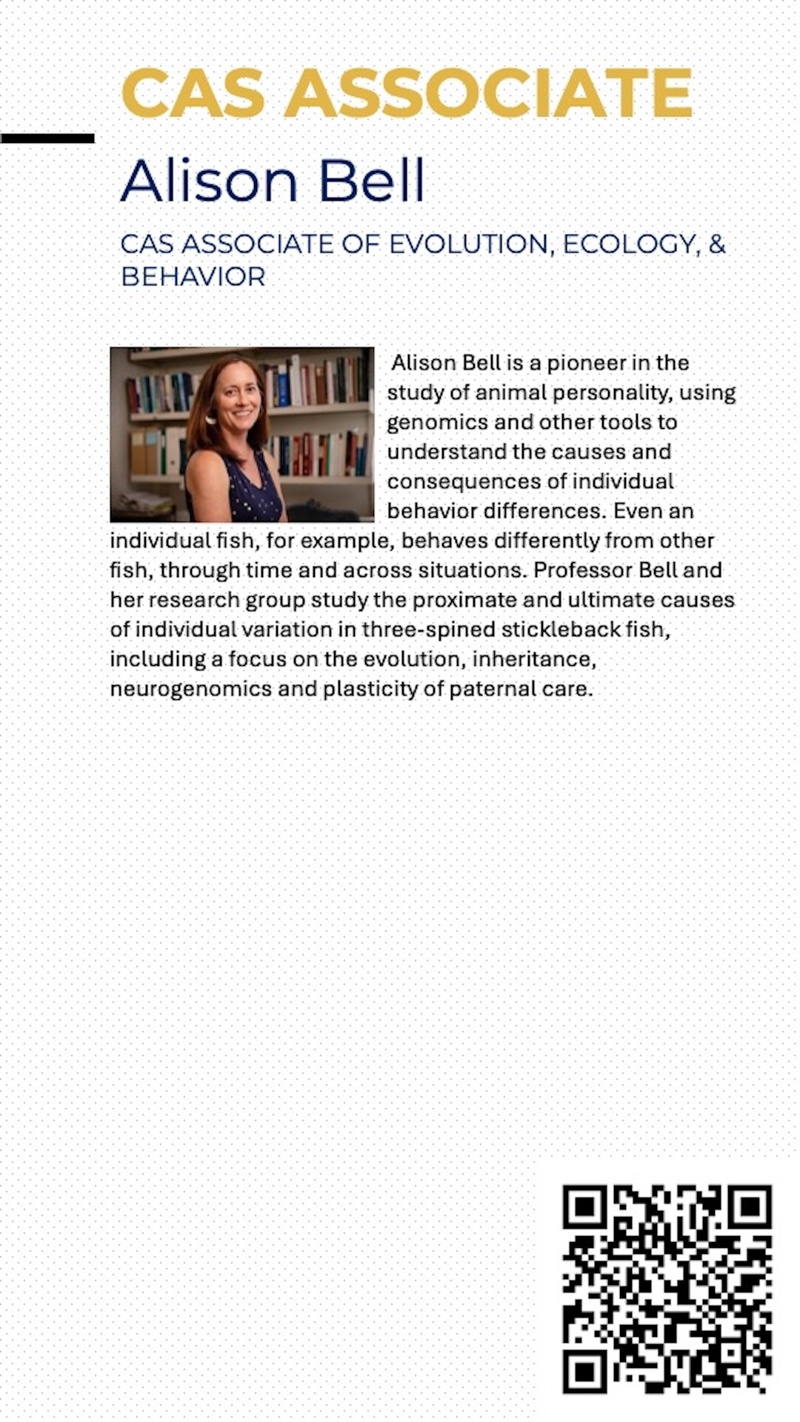 CAS ASSOCIATE
Alison Bell
CAS ASSOCIATE OF EVOLUTION, ECOLOGY, &
BEHAVIOR
Alison Bell is a pioneer in the
study of animal personality, using
genomics and other tools to
understand the causes and
consequences of individual
behavior differences. Even an
individual fish, for example, behaves differently from other
fish, through time and across situations. Professor Bell and
her research group study the proximate and ultimate causes
of individual variation in three-spined stickleback fish,
including a focus on the evolution, inheritance,
neurogenomics and plasticity of paternal care.